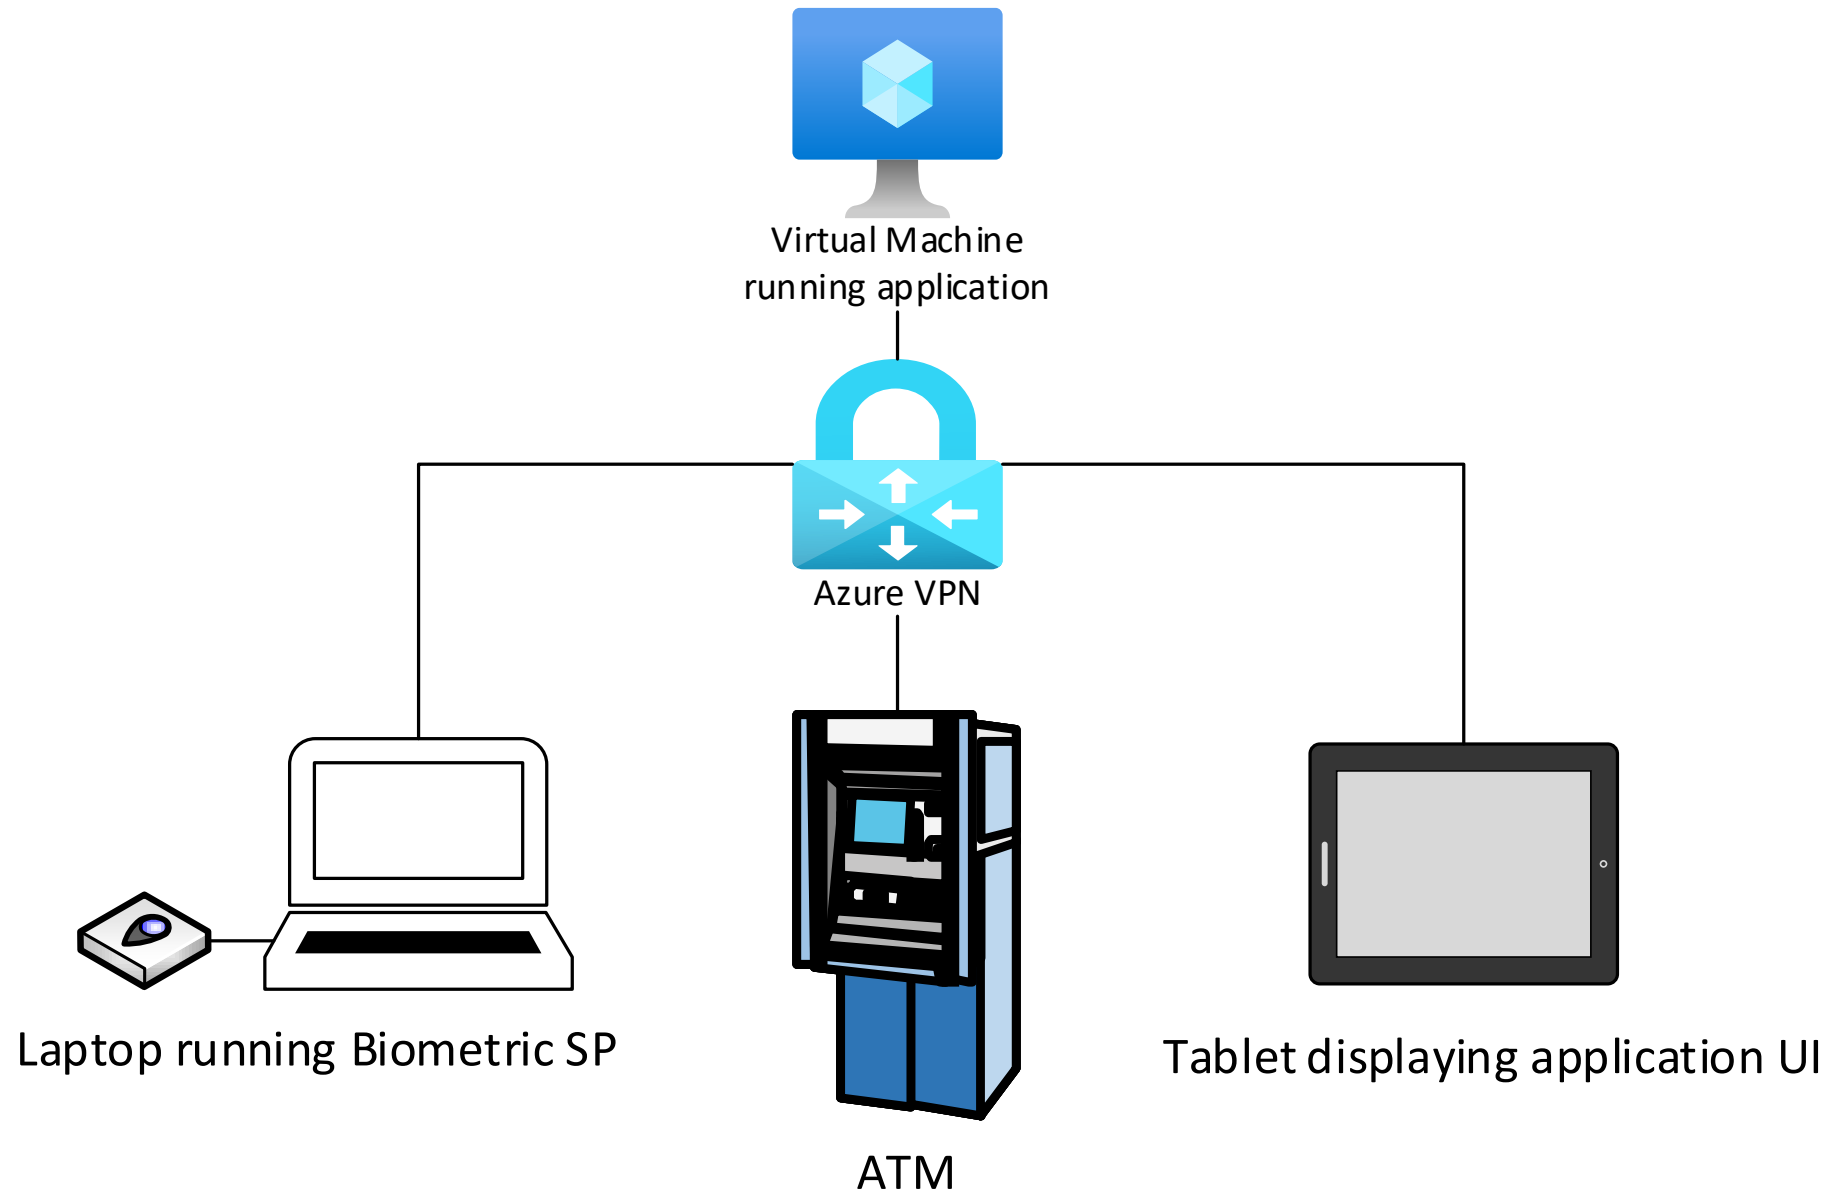 Virtual Machine
running application
Azure VPN
Laptop running Biometric SP
Tablet displaying application UI
ATM